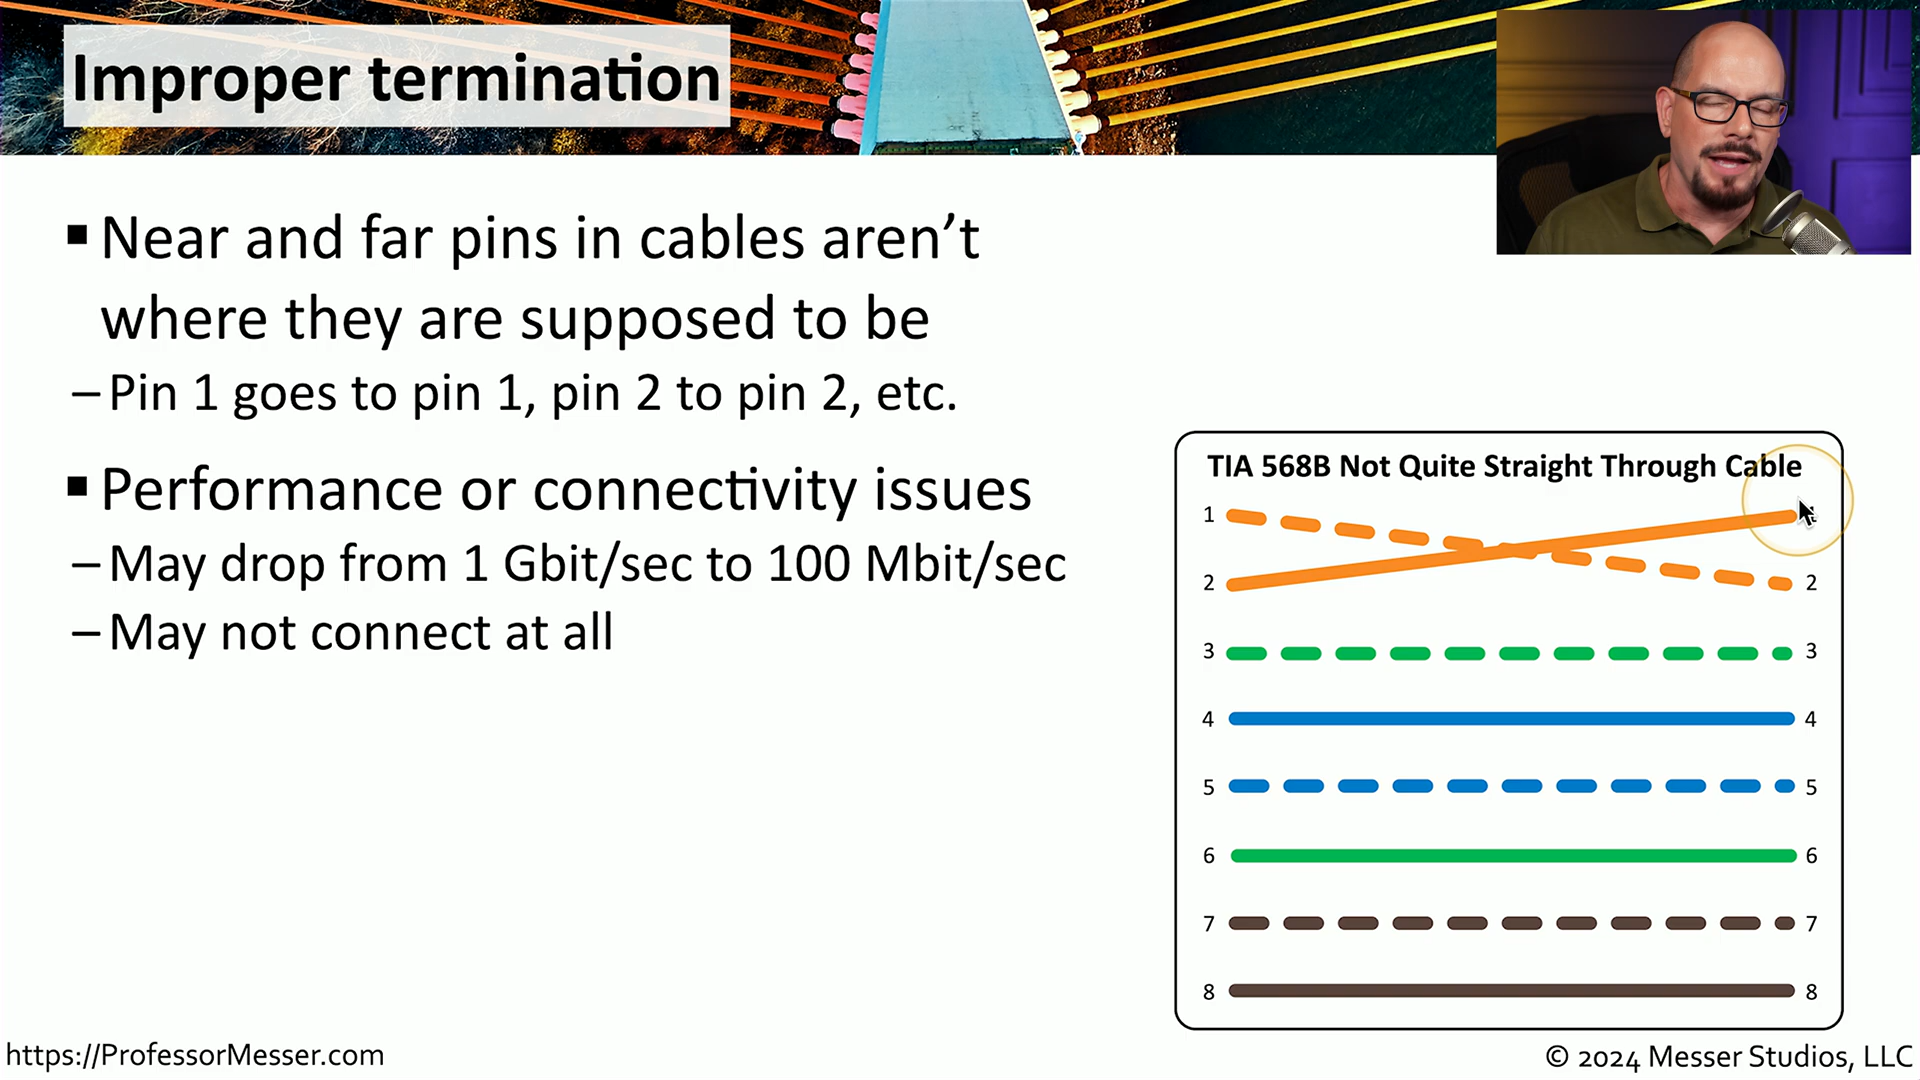 Improper termination
▪ Near and far pins in cables aren’t
where they are supposed to be
– Pin 1 goes to pin 1, pin 2 to pin 2, etc.
▪ Performance or connectivity issues
– May drop from 1 Gbit/sec to 100 Mbit/sec
– May not connect at all
TIA 568B Not Quite Straight Through Cable
1
2 2
3 3
4 4
5 5
6 6
7 7
8 8
https://ProfessorMesser.com
© 2024 Messer Studios, LLC